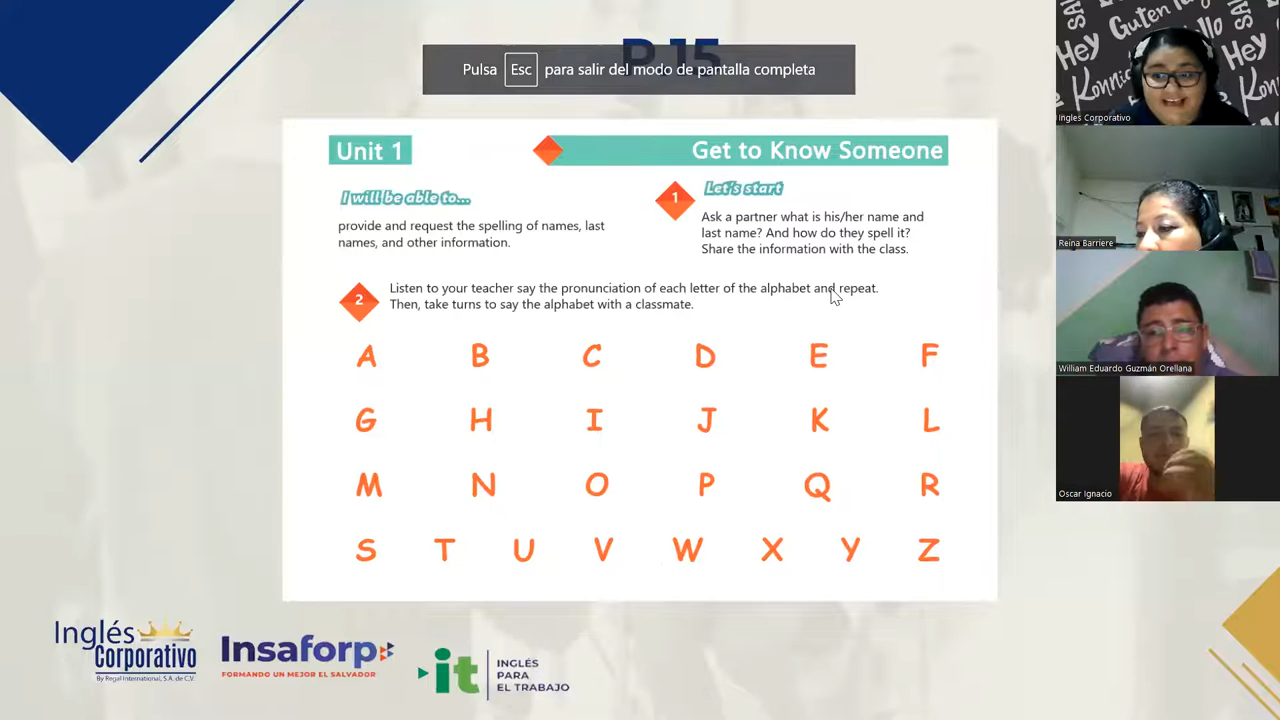 P 15
Pulsa Esc para salir del modo de pantalla completa
Unit 1
Get to Know Someone
I will be able to...
provide and request the spelling of names, last
names, and other information.
1
Let's start
Ask a partner what is his/her name and
last name? And how do they spell it?
Share the information with the class.
2
Listen to your teacher say the pronunciation of each letter of the alphabet and repeat.
Then, take turns to say the alphabet with a classmate.
A B C D E F
G H I J K L
M N O P Q R
S T U V W X Y Z
Inglés
Corporativo
By Regal International, S.A. de C.V.
Insaforp
FORMANDO UN MEJOR EL SALVADOR
it
INGLÉS
PARA
EL TRABAJO
Hey
Guten
Hey
Ingles Corporativo
Reina Barriere
William Eduardo Guzmán Orellana
Oscar Ignacio